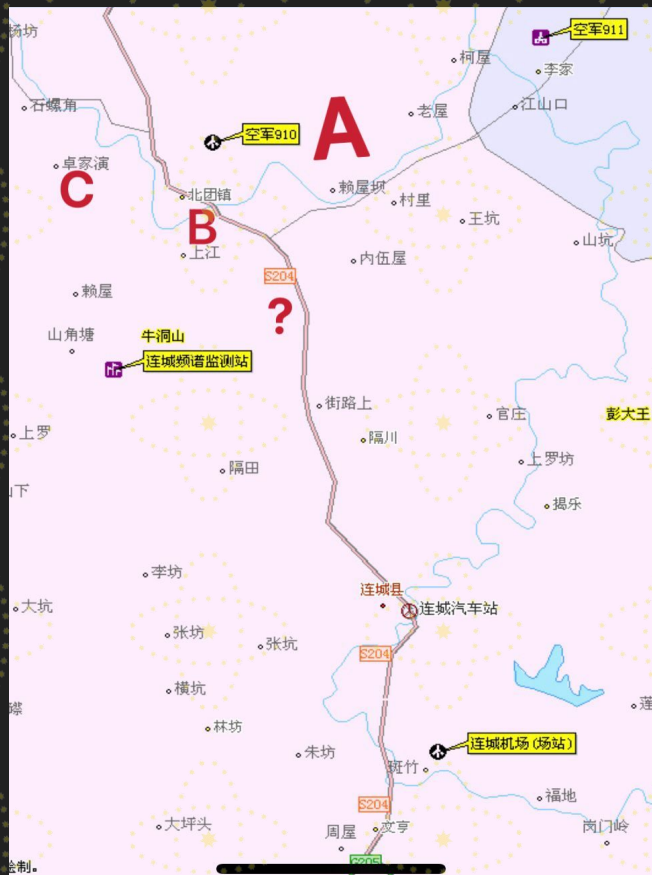 杨坊
空军911
柯屋
李家
石螺角
A
老屋
江山口
空军910
卓家演
C
北团镇
赖屋坝
村里
B
王坑
山坑
上江
内伍屋
S204
赖屋
?
山角塘
牛洞山
连城频谱监测站
街路上
官庄
彭大王
上罗
隔川
隔田
上罗坊
山下
揭乐
李坊
连城县
大坑
连城汽车站
张坊
张坑
S204
横坑
林坊
朱坊
连城机场(场站)
斑竹
福地
S204
大坪头
周屋
文亨
岗门岭
G205
绘制。